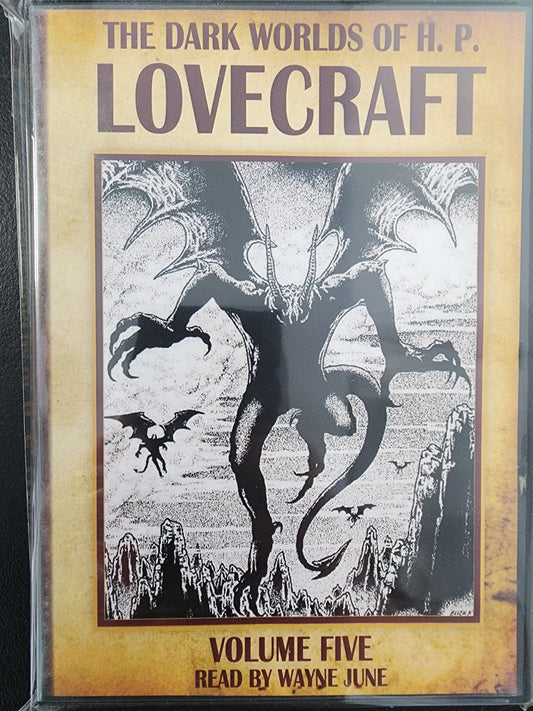 THE DARK WORLDS OF H. P.
LOVECRAFT
VOLUME FIVE
READ BY WAYNE JUNE